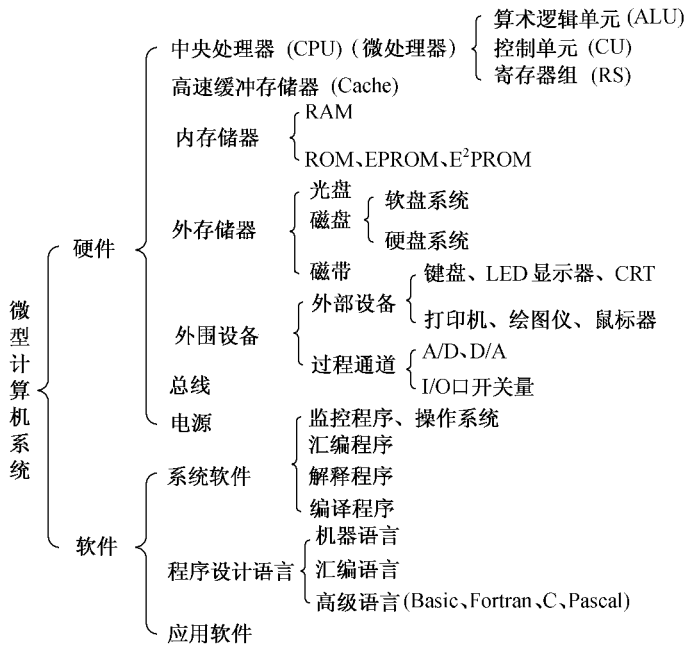 微型计算机系统
硬件
中央处理器 (CPU) (微处理器)
算术逻辑单元 (ALU)
控制单元 (CU)
寄存器组 (RS)
高速缓冲存储器 (Cache)
内存储器
RAM
ROM、EPROM、E²PROM
外存储器
光盘
磁盘
软盘系统
硬盘系统
磁带
外围设备
外部设备
键盘、LED 显示器、CRT
打印机、绘图仪、鼠标器
过程通道
A/D、D/A
I/O口开关量
总线
电源
软件
系统软件
监控程序、操作系统
汇编程序
解释程序
编译程序
程序设计语言
机器语言
汇编语言
高级语言(Basic、Fortran、C、Pascal)
应用软件